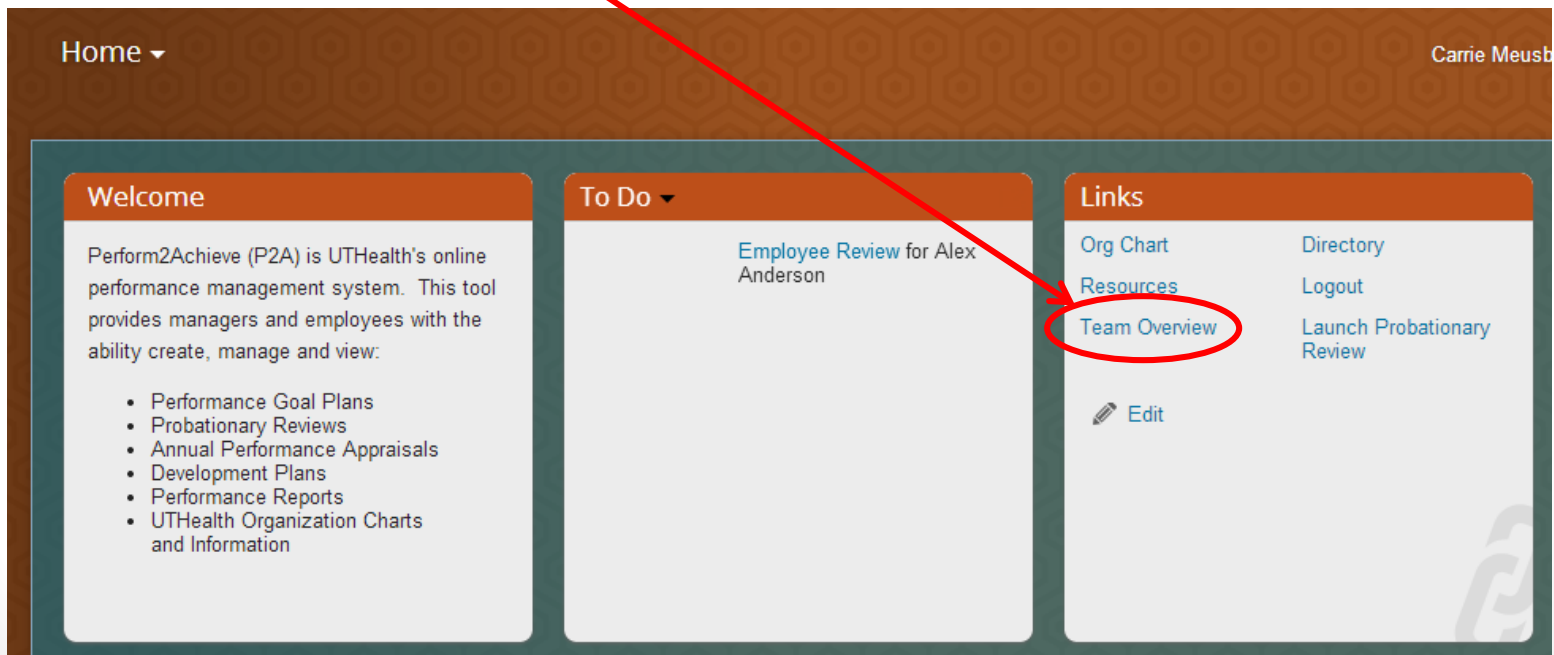 Home
Carrie Meusb
Welcome
Perform2Achieve (P2A) is UTHealth's online
performance management system. This tool
provides managers and employees with the
ability create, manage and view:
• Performance Goal Plans
• Probationary Reviews
• Annual Performance Appraisals
• Development Plans
• Performance Reports
• UTHealth Organization Charts
and Information
To Do
Employee Review for Alex
Anderson
Links
Org Chart
Directory
Resources
Logout
Team Overview
Launch Probationary
Review
Edit